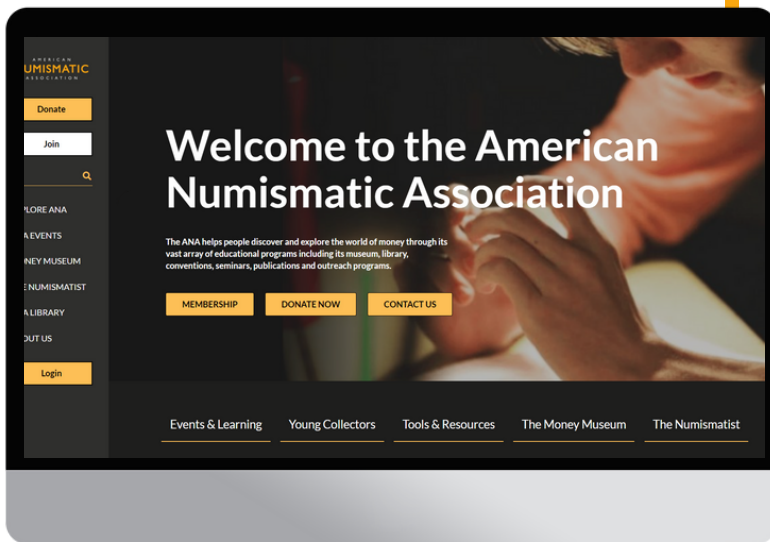 AMERICAN
UMISMATIC
ASSOCIATION
Donate
Join
PLORE ANA
A EVENTS
NEY MUSEUM
E NUMISMATIST
A LIBRARY
OUT US
Login
Welcome to the American
Numismatic Association
The ANA helps people discover and explore the world of money through its
vast array of educational programs including its museum, library,
conventions, seminars, publications and outreach programs.
MEMBERSHIP
DONATE NOW
CONTACT US
Events & Learning
Young Collectors
Tools & Resources
The Money Museum
The Numismatist